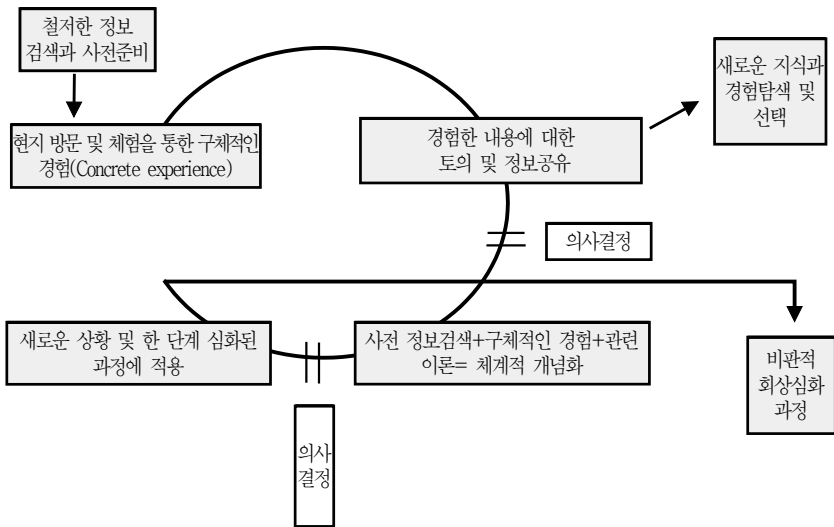 철저한 정보
검색과 사전준비
현지 방문 및 체험을 통한 구체적인
경험(Concrete experience)
경험한 내용에 대한
토의 및 정보공유
새로운 지식과
경험탐색 및
선택
의사결정
새로운 상황 및 한 단계 심화된
과정에 적용
사전 정보검색+구체적인 경험+관련
이론= 체계적 개념화
비판적
회상심화
과정
의사
결정